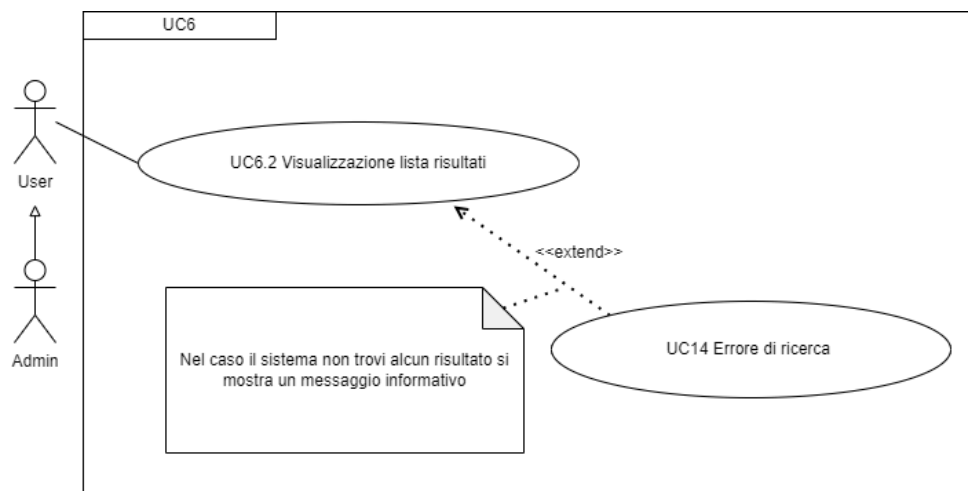 UC6
User
UC6.2 Visualizzazione lista risultati
<<extend>>
Admin
Nel caso il sistema non trovi alcun risultato si
mostra un messaggio informativo
UC14 Errore di ricerca